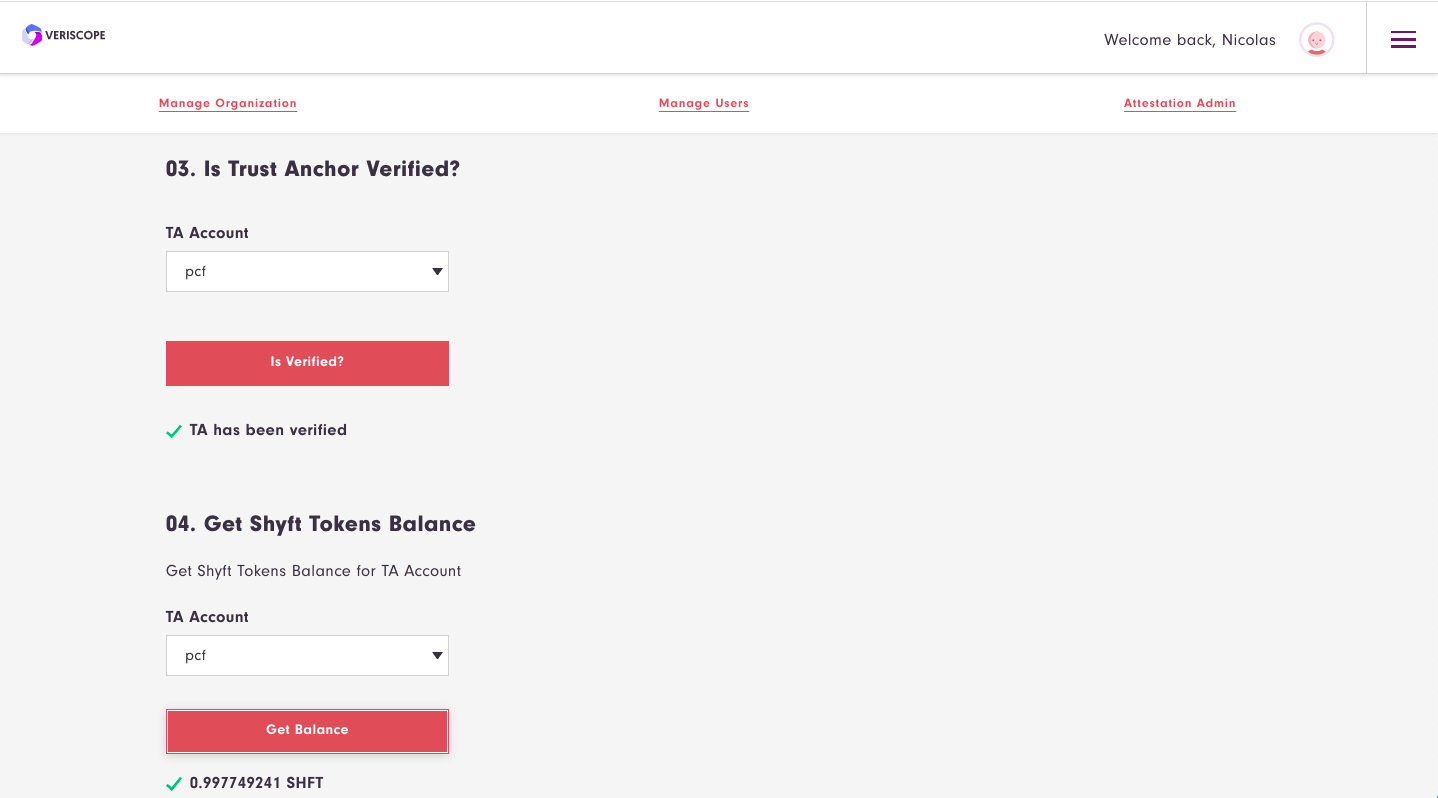 VERISCOPE
Welcome back, Nicolas
Manage Organization
Manage Users
Attestation Admin
03. Is Trust Anchor Verified?
TA Account
pcf
Is Verified?
TA has been verified
04. Get Shyft Tokens Balance
Get Shyft Tokens Balance for TA Account
TA Account
pcf
Get Balance
0.997749241 SHFT